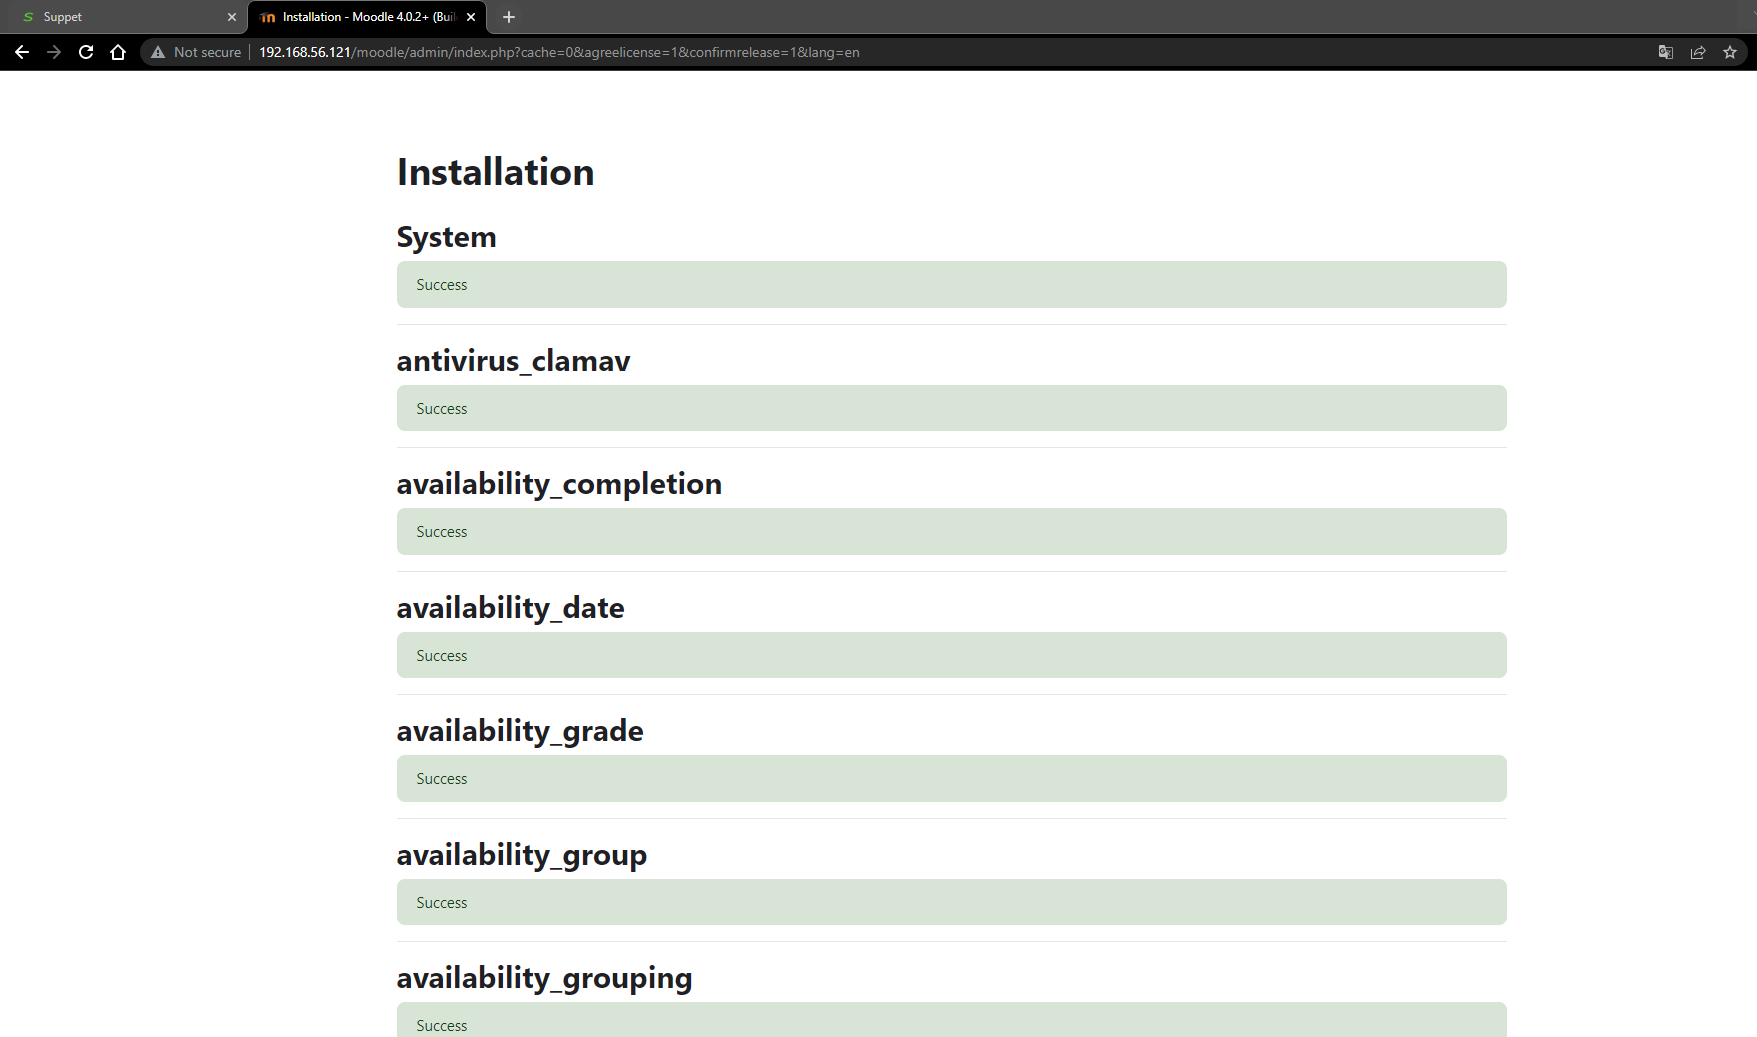 Suppet
Installation - Moodle 4.0.2+ (Buil
Not secure 192.168.56.121/moodle/admin/index.php?cache=0&agreelicense=1&confirmrelease=1&lang=en
Installation
System
Success
antivirus_clamav
Success
availability_completion
Success
availability_date
Success
availability_grade
Success
availability_group
Success
availability_grouping
Success